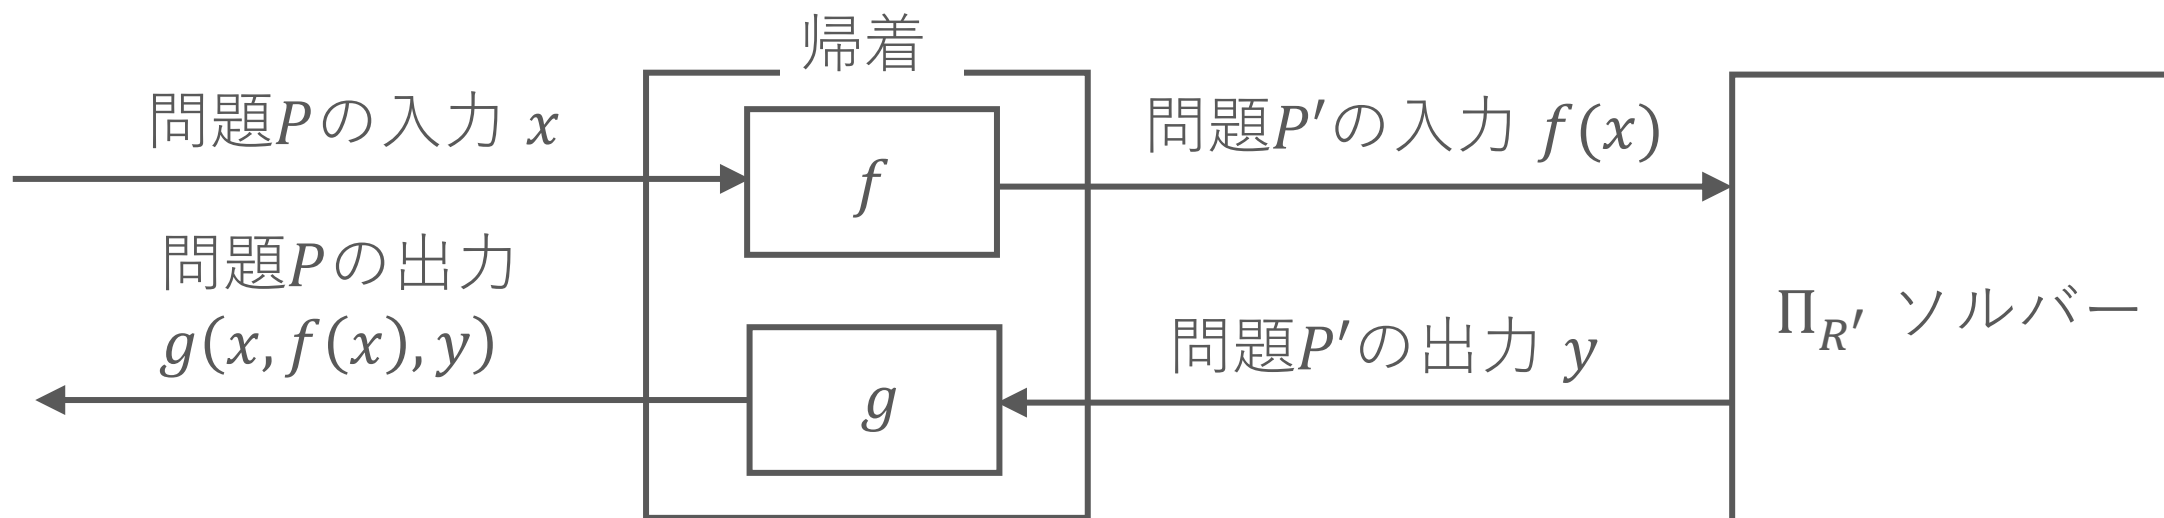 帰着
問題Pの入力 x
f
問題P′の入力 f(x)
問題Pの出力
g(x, f(x), y)
g
問題P′の出力 y
Π_R′ ソルバー